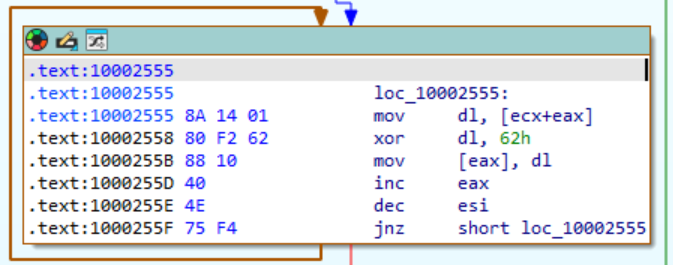 .text:10002555
.text:10002555 loc_10002555:
.text:10002555 8A 14 01 mov dl, [ecx+eax]
.text:10002558 80 F2 62 xor dl, 62h
.text:1000255B 88 10 mov [eax], dl
.text:1000255D 40 inc eax
.text:1000255E 4E dec esi
.text:1000255F 75 F4 jnz short loc_10002555